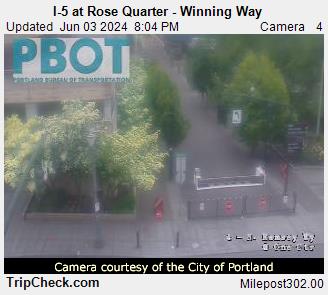 I-5 at Rose Quarter - Winning Way
Updated Jun 03 2024 8:04 PM Camera 4
PBOT
PORTLAND BUREAU OF TRANSPORTATION
Camera courtesy of the City of Portland
TripCheck.com Milepost302.00